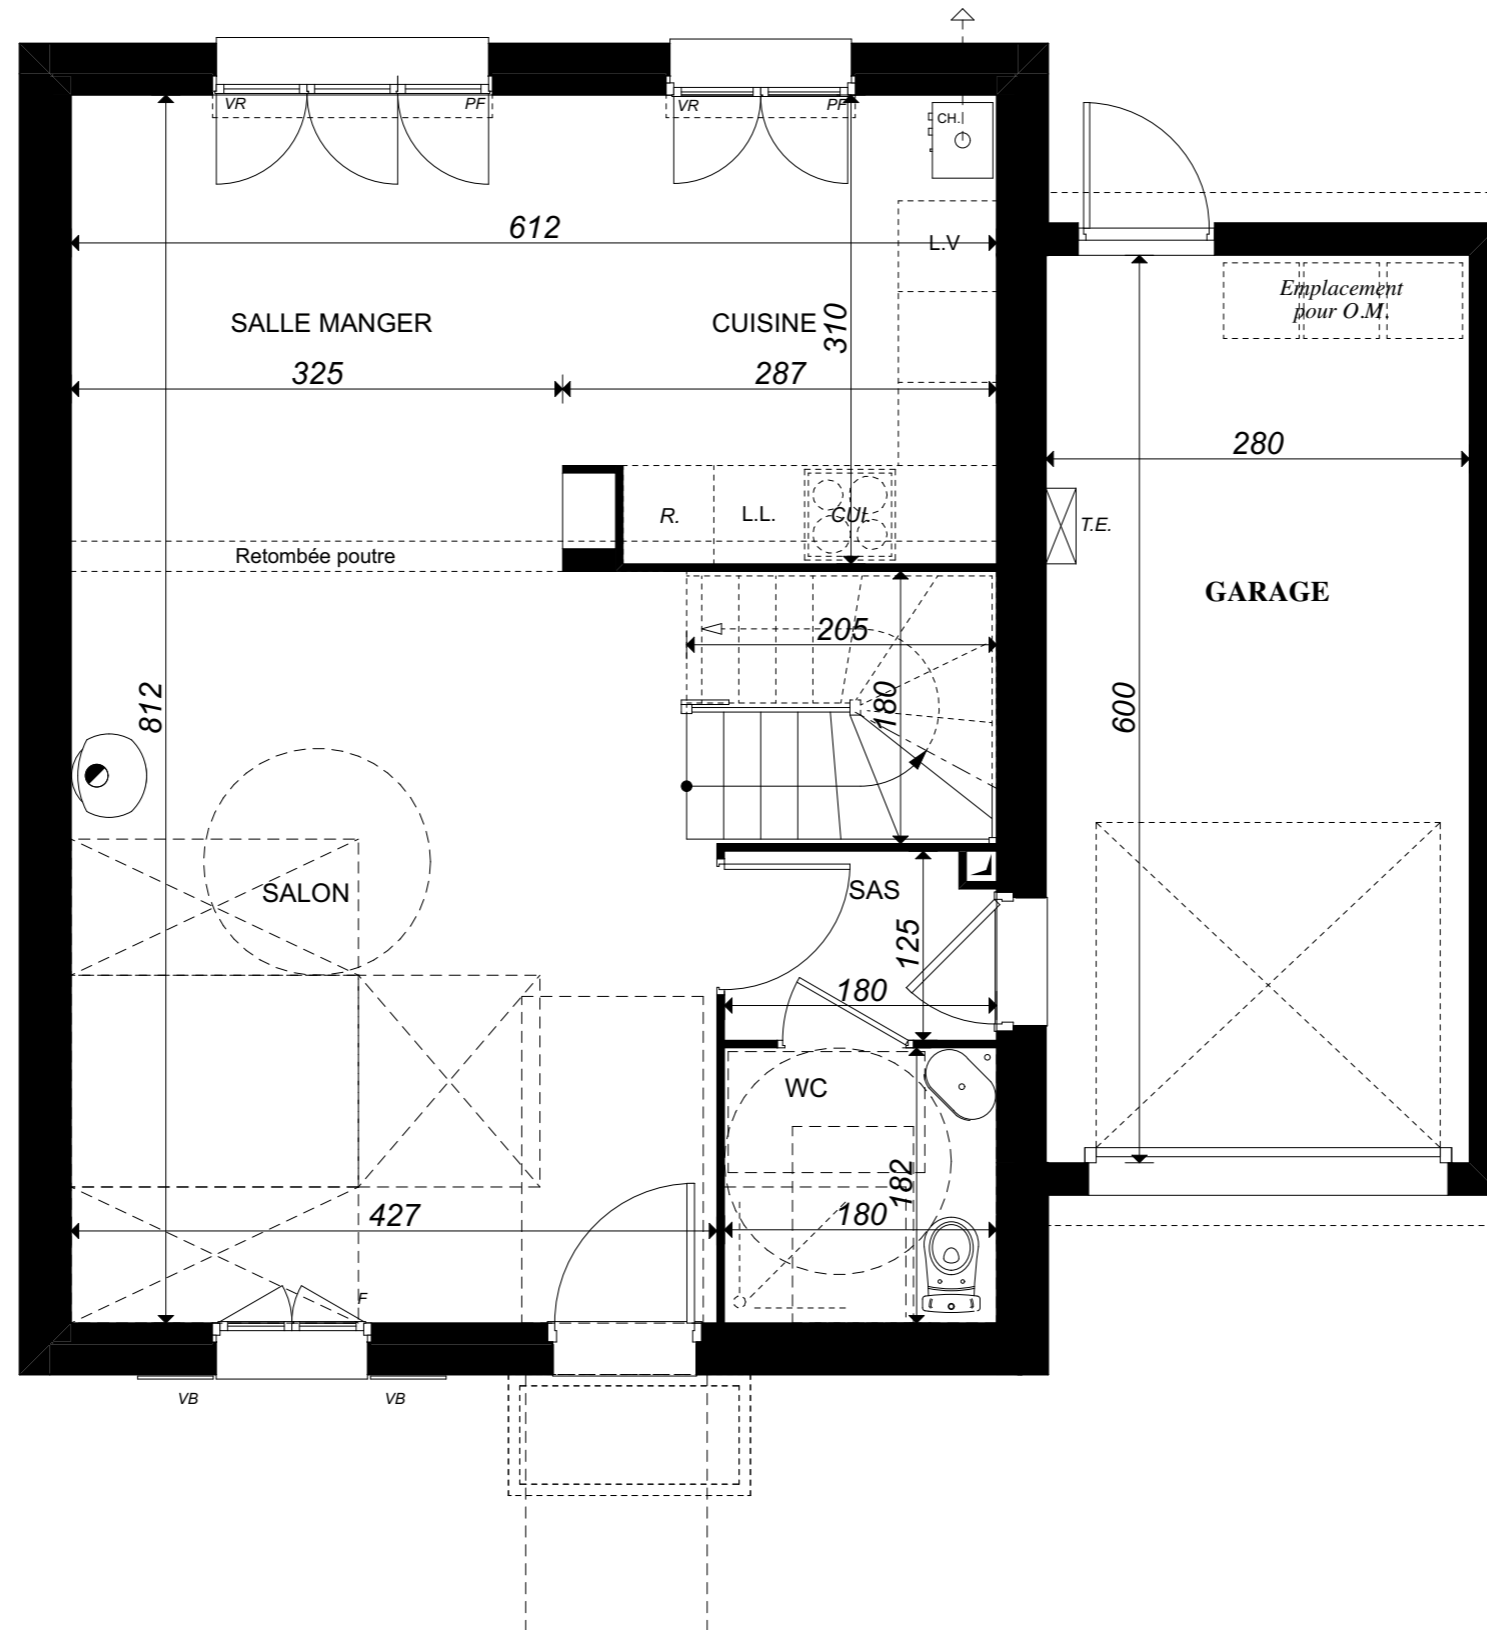 VR
PF
VR
PF
CH.
612
L.V
Emplacement
pour O.M.
SALLE MANGER
CUISINE
310
325
287
280
R.
L.L.
CUI.
T.E.
Retombée poutre
GARAGE
205
812
180
600
SALON
SAS
125
180
WC
182
427
180
F
VB
VB